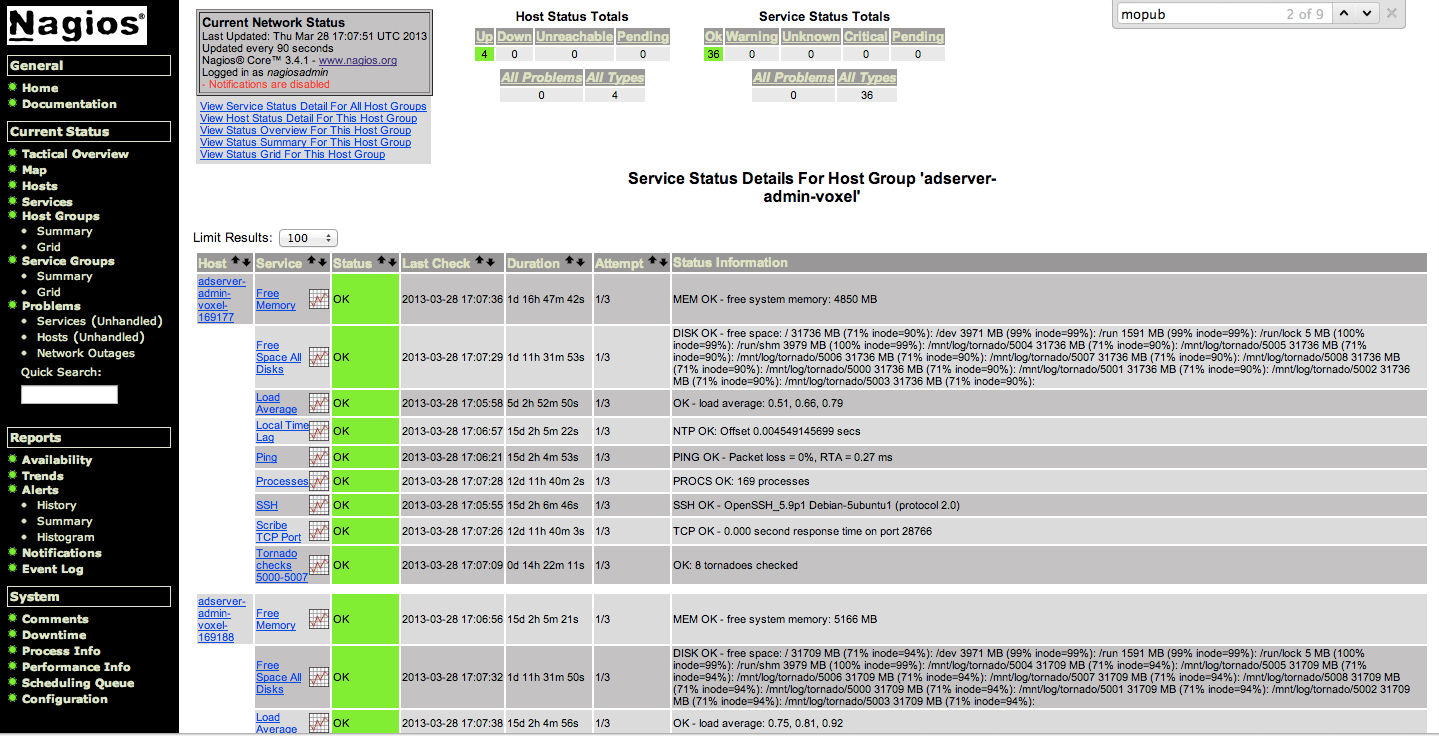 Nagios®
General
Home
Documentation
Current Status
Tactical Overview
Map
Hosts
Services
Host Groups
Summary
Grid
Service Groups
Summary
Grid
Problems
Services (Unhandled)
Hosts (Unhandled)
Network Outages
Quick Search:
Reports
Availability
Trends
Alerts
History
Summary
Histogram
Notifications
Event Log
System
Comments
Downtime
Process Info
Performance Info
Scheduling Queue
Configuration
Current Network Status
Last Updated: Thu Mar 28 17:07:51 UTC 2013
Updated every 90 seconds
Nagios® Core™ 3.4.1 - www.nagios.org
Logged in as nagiosadmin
- Notifications are disabled
View Service Status Detail For All Host Groups
View Host Status Detail For This Host Group
View Status Overview For This Host Group
View Status Summary For This Host Group
View Status Grid For This Host Group
Host Status Totals
Up Down Unreachable Pending
4 0 0 0
All Problems All Types
0 4
Service Status Totals
Ok Warning Unknown Critical Pending
36 0 0 0 0
All Problems All Types
0 36
mopub 2 of 9
Service Status Details For Host Group 'adserver-
admin-voxel'
Limit Results: 100
Host Service Status Last Check Duration Attempt Status Information
adserver-
admin-
voxel-
169177
Free
Memory
OK 2013-03-28 17:07:36 1d 16h 47m 42s 1/3 MEM OK - free system memory: 4850 MB
Free
Space All
Disks
OK 2013-03-28 17:07:29 1d 11h 31m 53s 1/3
DISK OK - free space: / 31736 MB (71% inode=90%): /dev 3971 MB (99% inode=99%): /run 1591 MB (99% inode=99%): /run/lock 5 MB (100%
inode=99%): /run/shm 3979 MB (100% inode=99%): /mnt/log/tornado/5004 31736 MB (71% inode=90%): /mnt/log/tornado/5005 31736 MB (71%
inode=90%): /mnt/log/tornado/5006 31736 MB (71% inode=90%): /mnt/log/tornado/5007 31736 MB (71% inode=90%): /mnt/log/tornado/5008 31736 MB
(71% inode=90%): /mnt/log/tornado/5000 31736 MB (71% inode=90%): /mnt/log/tornado/5001 31736 MB (71% inode=90%): /mnt/log/tornado/5002 31736
MB (71% inode=90%): /mnt/log/tornado/5003 31736 MB (71% inode=90%):
Load
Average
OK 2013-03-28 17:05:58 5d 2h 52m 50s 1/3 OK - load average: 0.51, 0.66, 0.79
Local Time
Lag
OK 2013-03-28 17:06:57 15d 2h 5m 22s 1/3 NTP OK: Offset 0.004549145699 secs
Ping OK 2013-03-28 17:06:21 15d 2h 4m 53s 1/3 PING OK - Packet loss = 0%, RTA = 0.27 ms
Processes OK 2013-03-28 17:07:28 12d 11h 40m 2s 1/3 PROCS OK: 169 processes
SSH OK 2013-03-28 17:05:55 15d 2h 6m 46s 1/3 SSH OK - OpenSSH_5.9p1 Debian-5ubuntu1 (protocol 2.0)
Scribe
TCP Port
OK 2013-03-28 17:07:26 12d 11h 40m 3s 1/3 TCP OK - 0.000 second response time on port 28766
Tornado
checks
5000-5007
OK 2013-03-28 17:07:09 0d 14h 22m 11s 1/3 OK: 8 tornadoes checked
adserver-
admin-
voxel-
169188
Free
Memory
OK 2013-03-28 17:06:56 15d 2h 5m 21s 1/3 MEM OK - free system memory: 5166 MB
Free
Space All
Disks
OK 2013-03-28 17:07:32 1d 11h 31m 50s 1/3
DISK OK - free space: / 31709 MB (71% inode=94%): /dev 3971 MB (99% inode=99%): /run 1591 MB (99% inode=99%): /run/lock 5 MB (100%
inode=99%): /run/shm 3979 MB (100% inode=99%): /mnt/log/tornado/5004 31709 MB (71% inode=94%): /mnt/log/tornado/5005 31709 MB (71%
inode=94%): /mnt/log/tornado/5006 31709 MB (71% inode=94%): /mnt/log/tornado/5007 31709 MB (71% inode=94%): /mnt/log/tornado/5008 31709 MB
(71% inode=94%): /mnt/log/tornado/5000 31709 MB (71% inode=94%): /mnt/log/tornado/5001 31709 MB (71% inode=94%): /mnt/log/tornado/5002 31709
MB (71% inode=94%): /mnt/log/tornado/5003 31709 MB (71% inode=94%):
Load
Average
OK 2013-03-28 17:07:38 15d 2h 4m 56s 1/3 OK - load average: 0.75, 0.81, 0.92